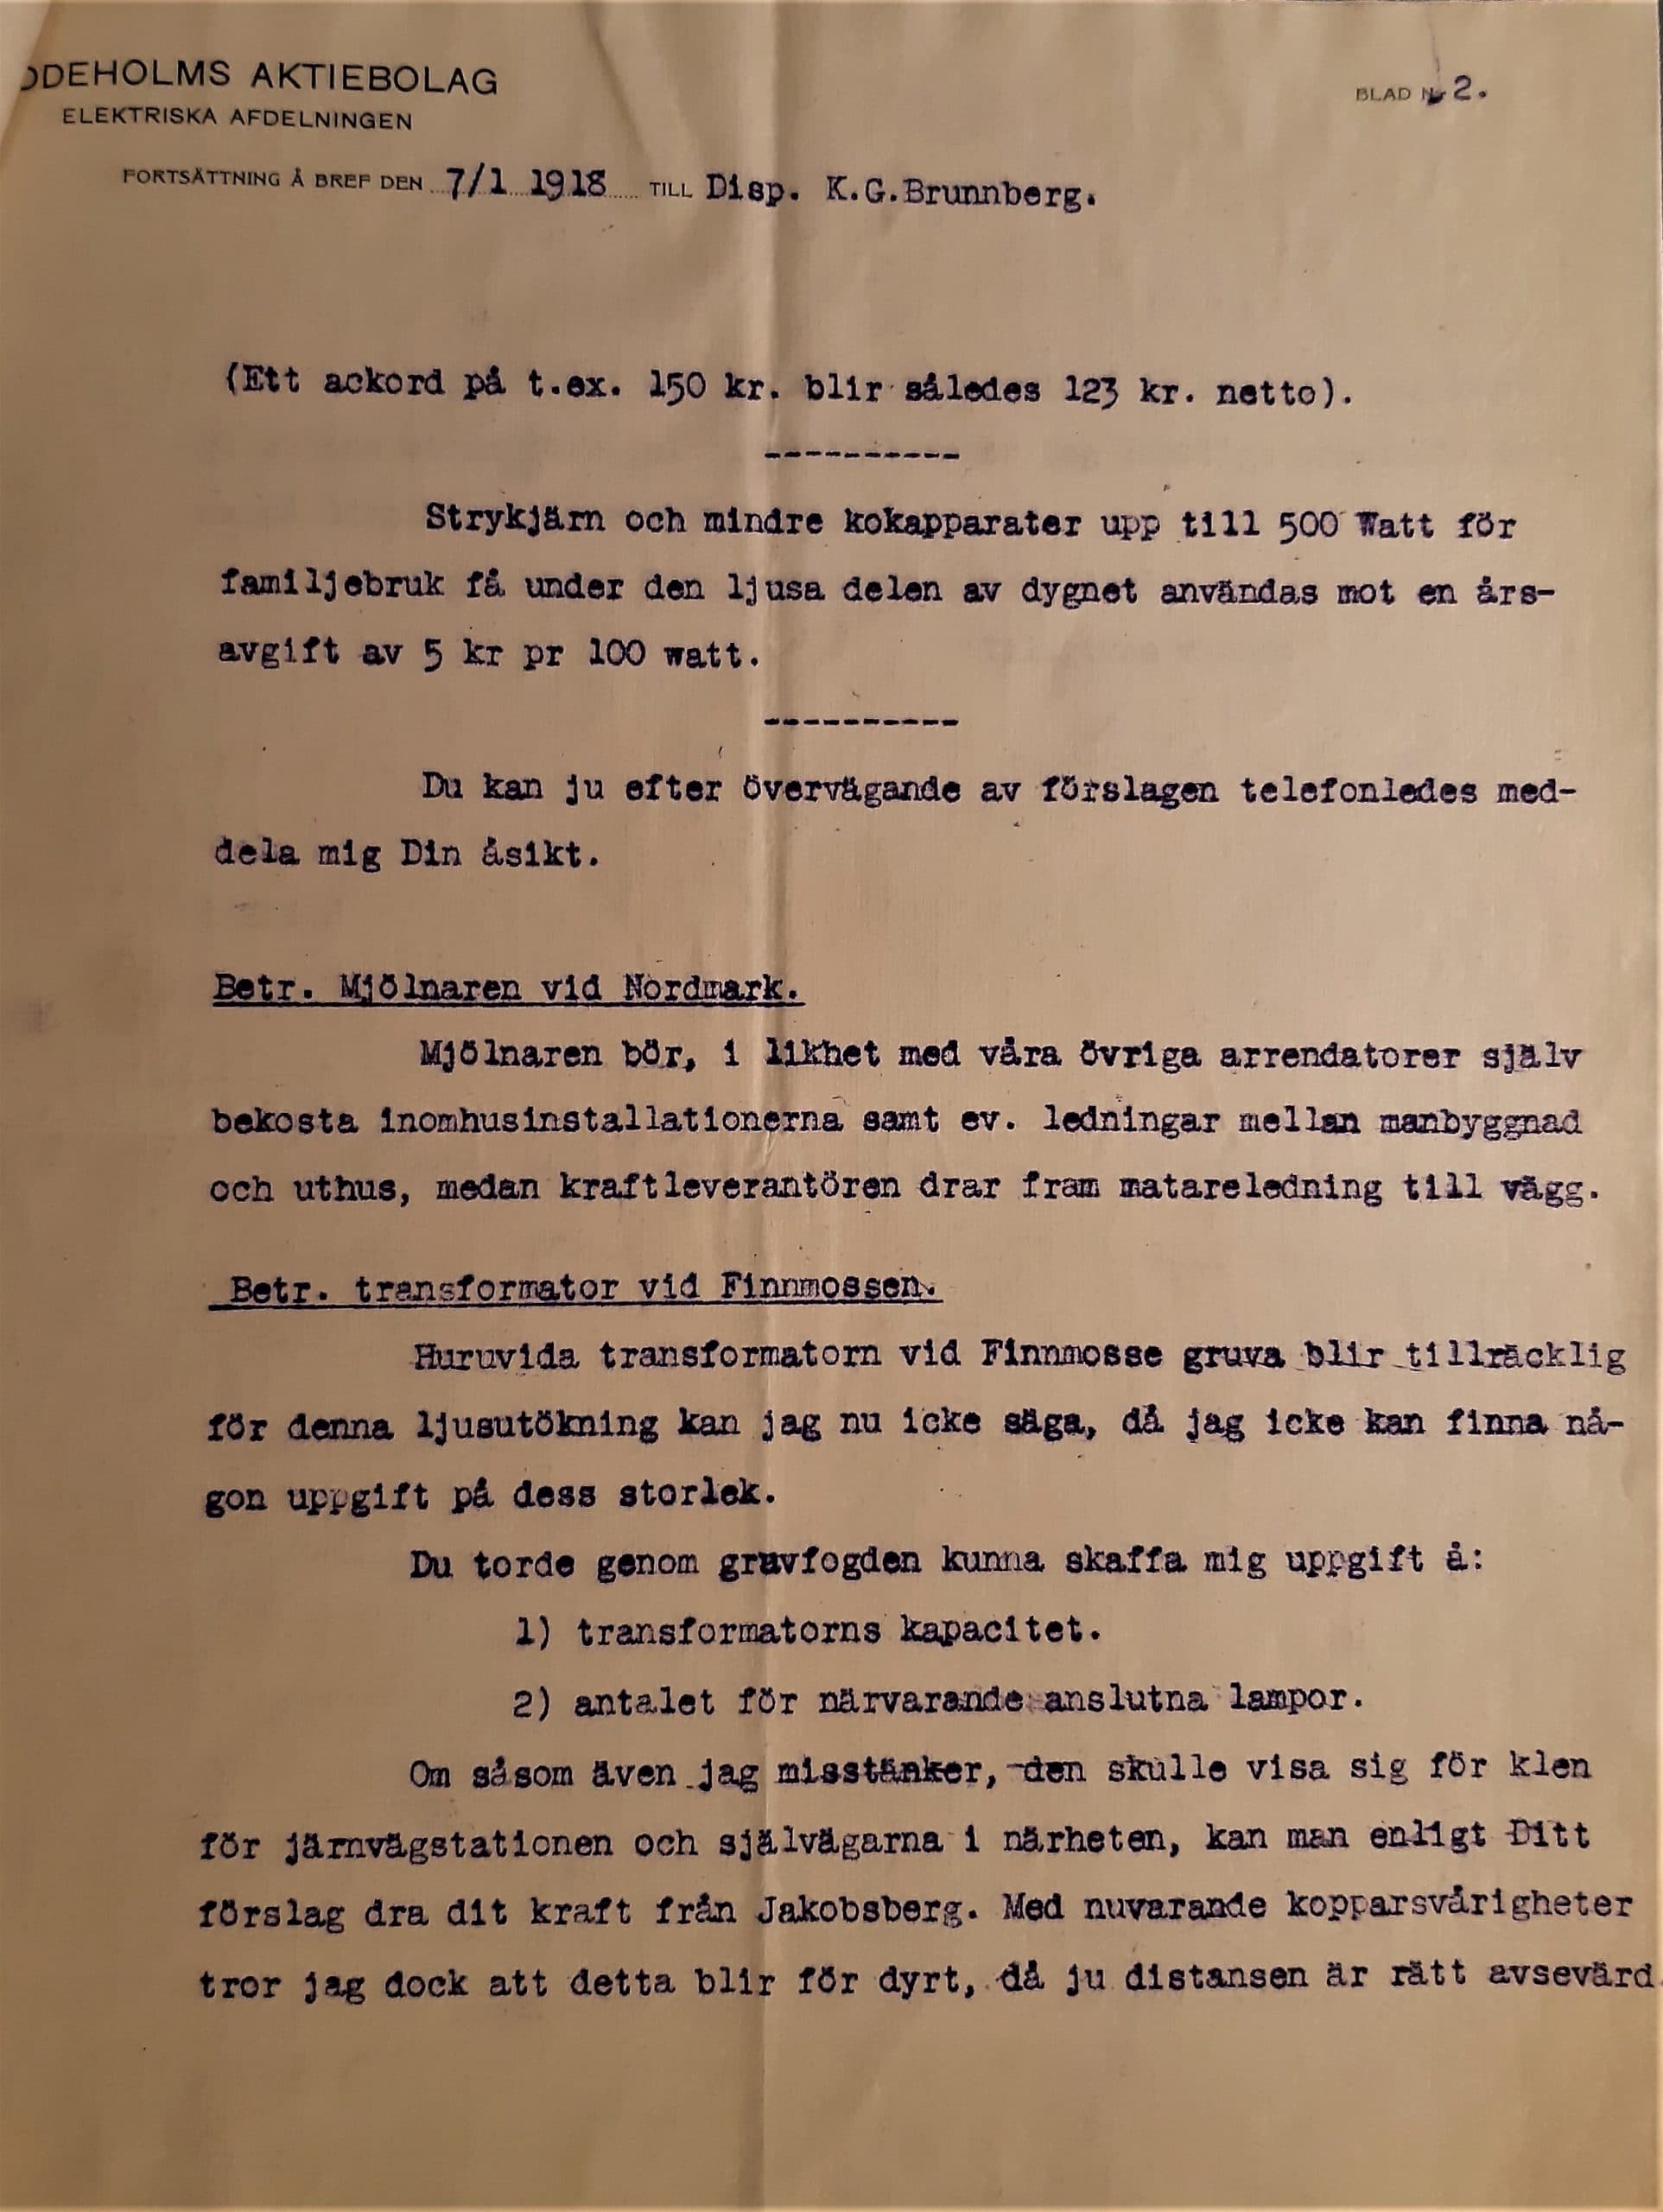 ODEHOLMS AKTIEBOLAG
ELEKTRISKA AFDELNINGEN
BLAD Nr 2.
FORTSÄTTNING Å BREF DEN 7/1 1918 TILL Disp. K.G.Brunnberg.
(Ett ackord på t.ex. 150 kr. blir således 123 kr. netto).
----------
Strykjärn och mindre kokapparater upp till 500 Watt för
familjebruk få under den ljusa delen av dygnet användas mot en års-
avgift av 5 kr pr 100 watt.
----------
Du kan ju efter övervägande av förslagen telefonledes med-
dela mig Din åsikt.
Betr. Mjölnaren vid Nordmark.
Mjölnaren bör, i likhet med våra övriga arrendatorer själv
bekosta inomhusinstallationerna samt ev. ledningar mellan manbyggnad
och uthus, medan kraftleverantören drar fram matareledning till vägg.
Betr. transformator vid Finnmossen.
Huruvida transformatorn vid Finnmosse gruva blir tillräcklig
för denna ljusutökning kan jag nu icke säga, då jag icke kan finna nå-
gon uppgift på dess storlek.
Du torde genom gruvfogden kunna skaffa mig uppgift å:
1) transformatorns kapacitet.
2) antalet för närvarande anslutna lampor.
Om såsom även jag misstänker, den skulle visa sig för klen
för järnvägstationen och självägarna i närheten, kan man enligt Ditt
förslag dra dit kraft från Jakobsberg. Med nuvarande kopparsvårigheter
tror jag dock att detta blir för dyrt, då ju distansen är rätt avsevärd